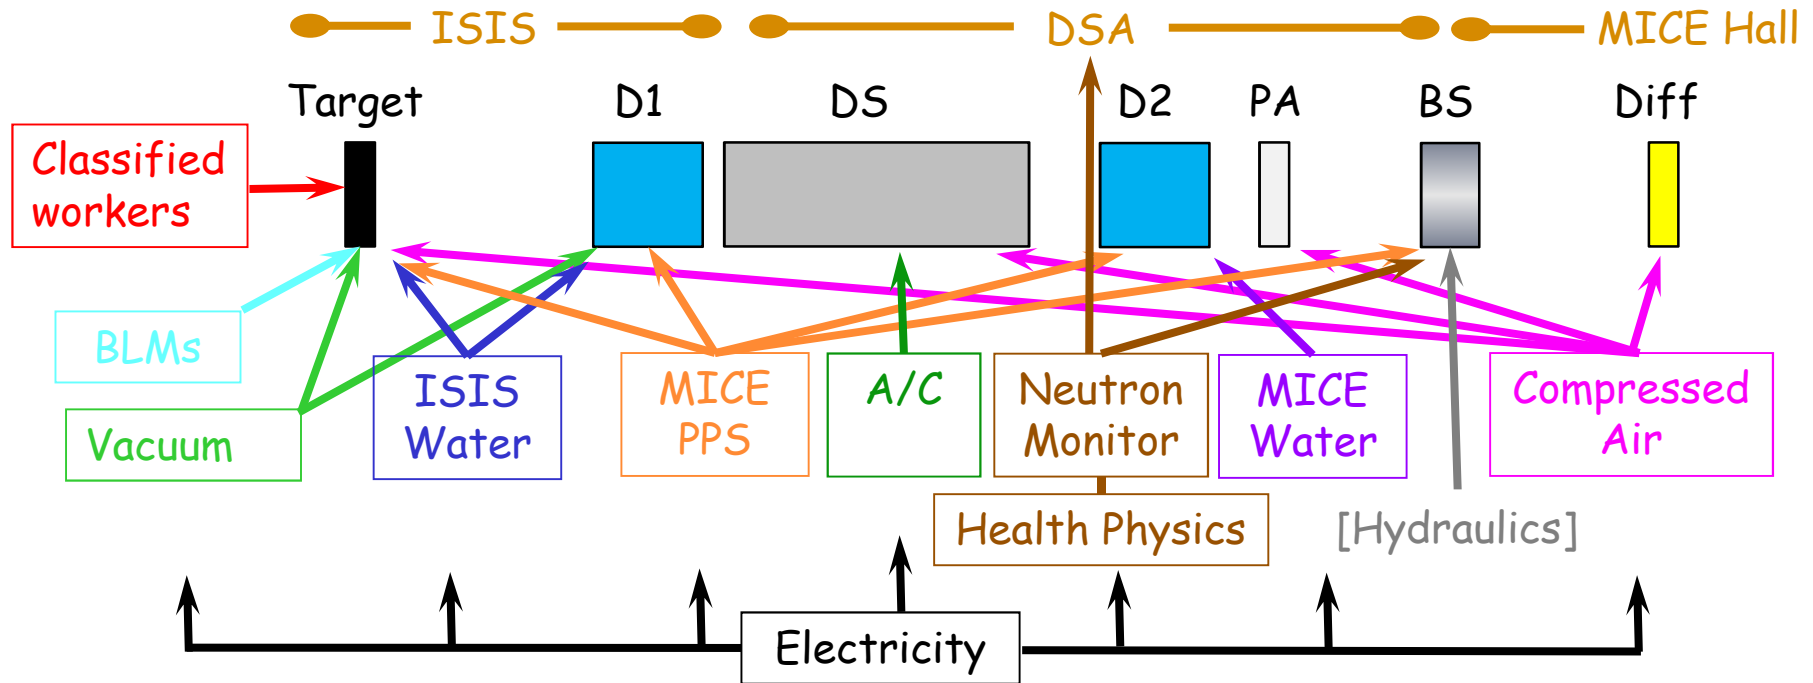 ISIS
DSA
MICE Hall
Target
D1
DS
D2
PA
BS
Diff
Classified
workers
BLMs
Vacuum
ISIS
Water
MICE
PPS
A/C
Neutron
Monitor
MICE
Water
Compressed
Air
Health Physics
[Hydraulics]
Electricity